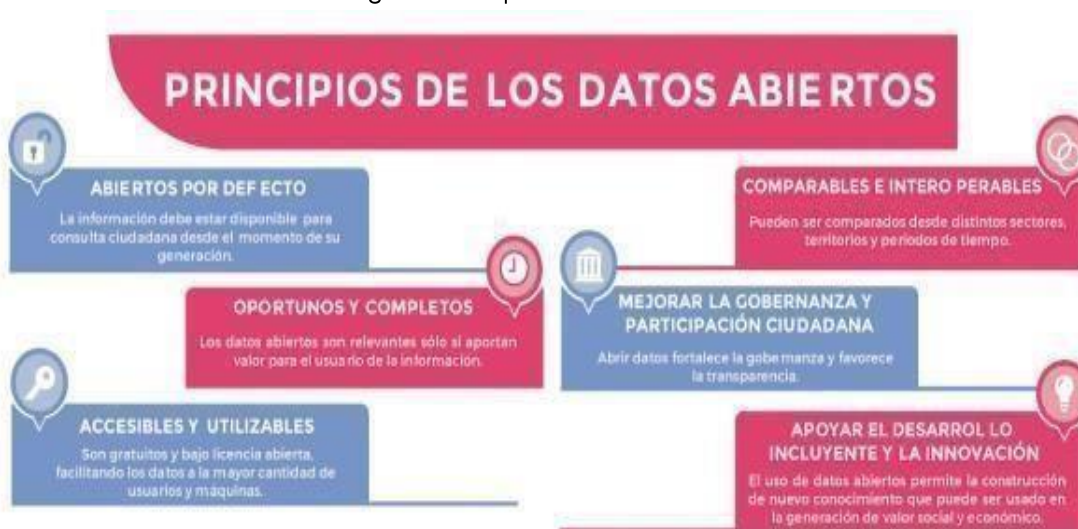 PRINCIPIOS DE LOS DATOS ABIERTOS
ABIERTOS POR DEFECTO
La información debe estar disponible para
consulta ciudadana desde el momento de su
generación.
OPORTUNOS Y COMPLETOS
Los datos abiertos son relevantes sólo si aportan
valor para el usuario de la información.
ACCESIBLES Y UTILIZABLES
Son gratuitos y bajo licencia abierta,
facilitando los datos a la mayor cantidad de
usuarios y máquinas.
COMPARABLES E INTEROPERABLES
Pueden ser comparados desde distintos sectores,
territorios y periodos de tiempo.
MEJORAR LA GOBERNANZA Y
PARTICIPACIÓN CIUDADANA
Abrir datos fortalece la gobernanza y favorece
la transparencia.
APOYAR EL DESARROLLO
INCLUYENTE Y LA INNOVACIÓN
El uso de datos abiertos permite la construcción
de nuevo conocimiento que puede ser usado en
la generación de valor social y económico.